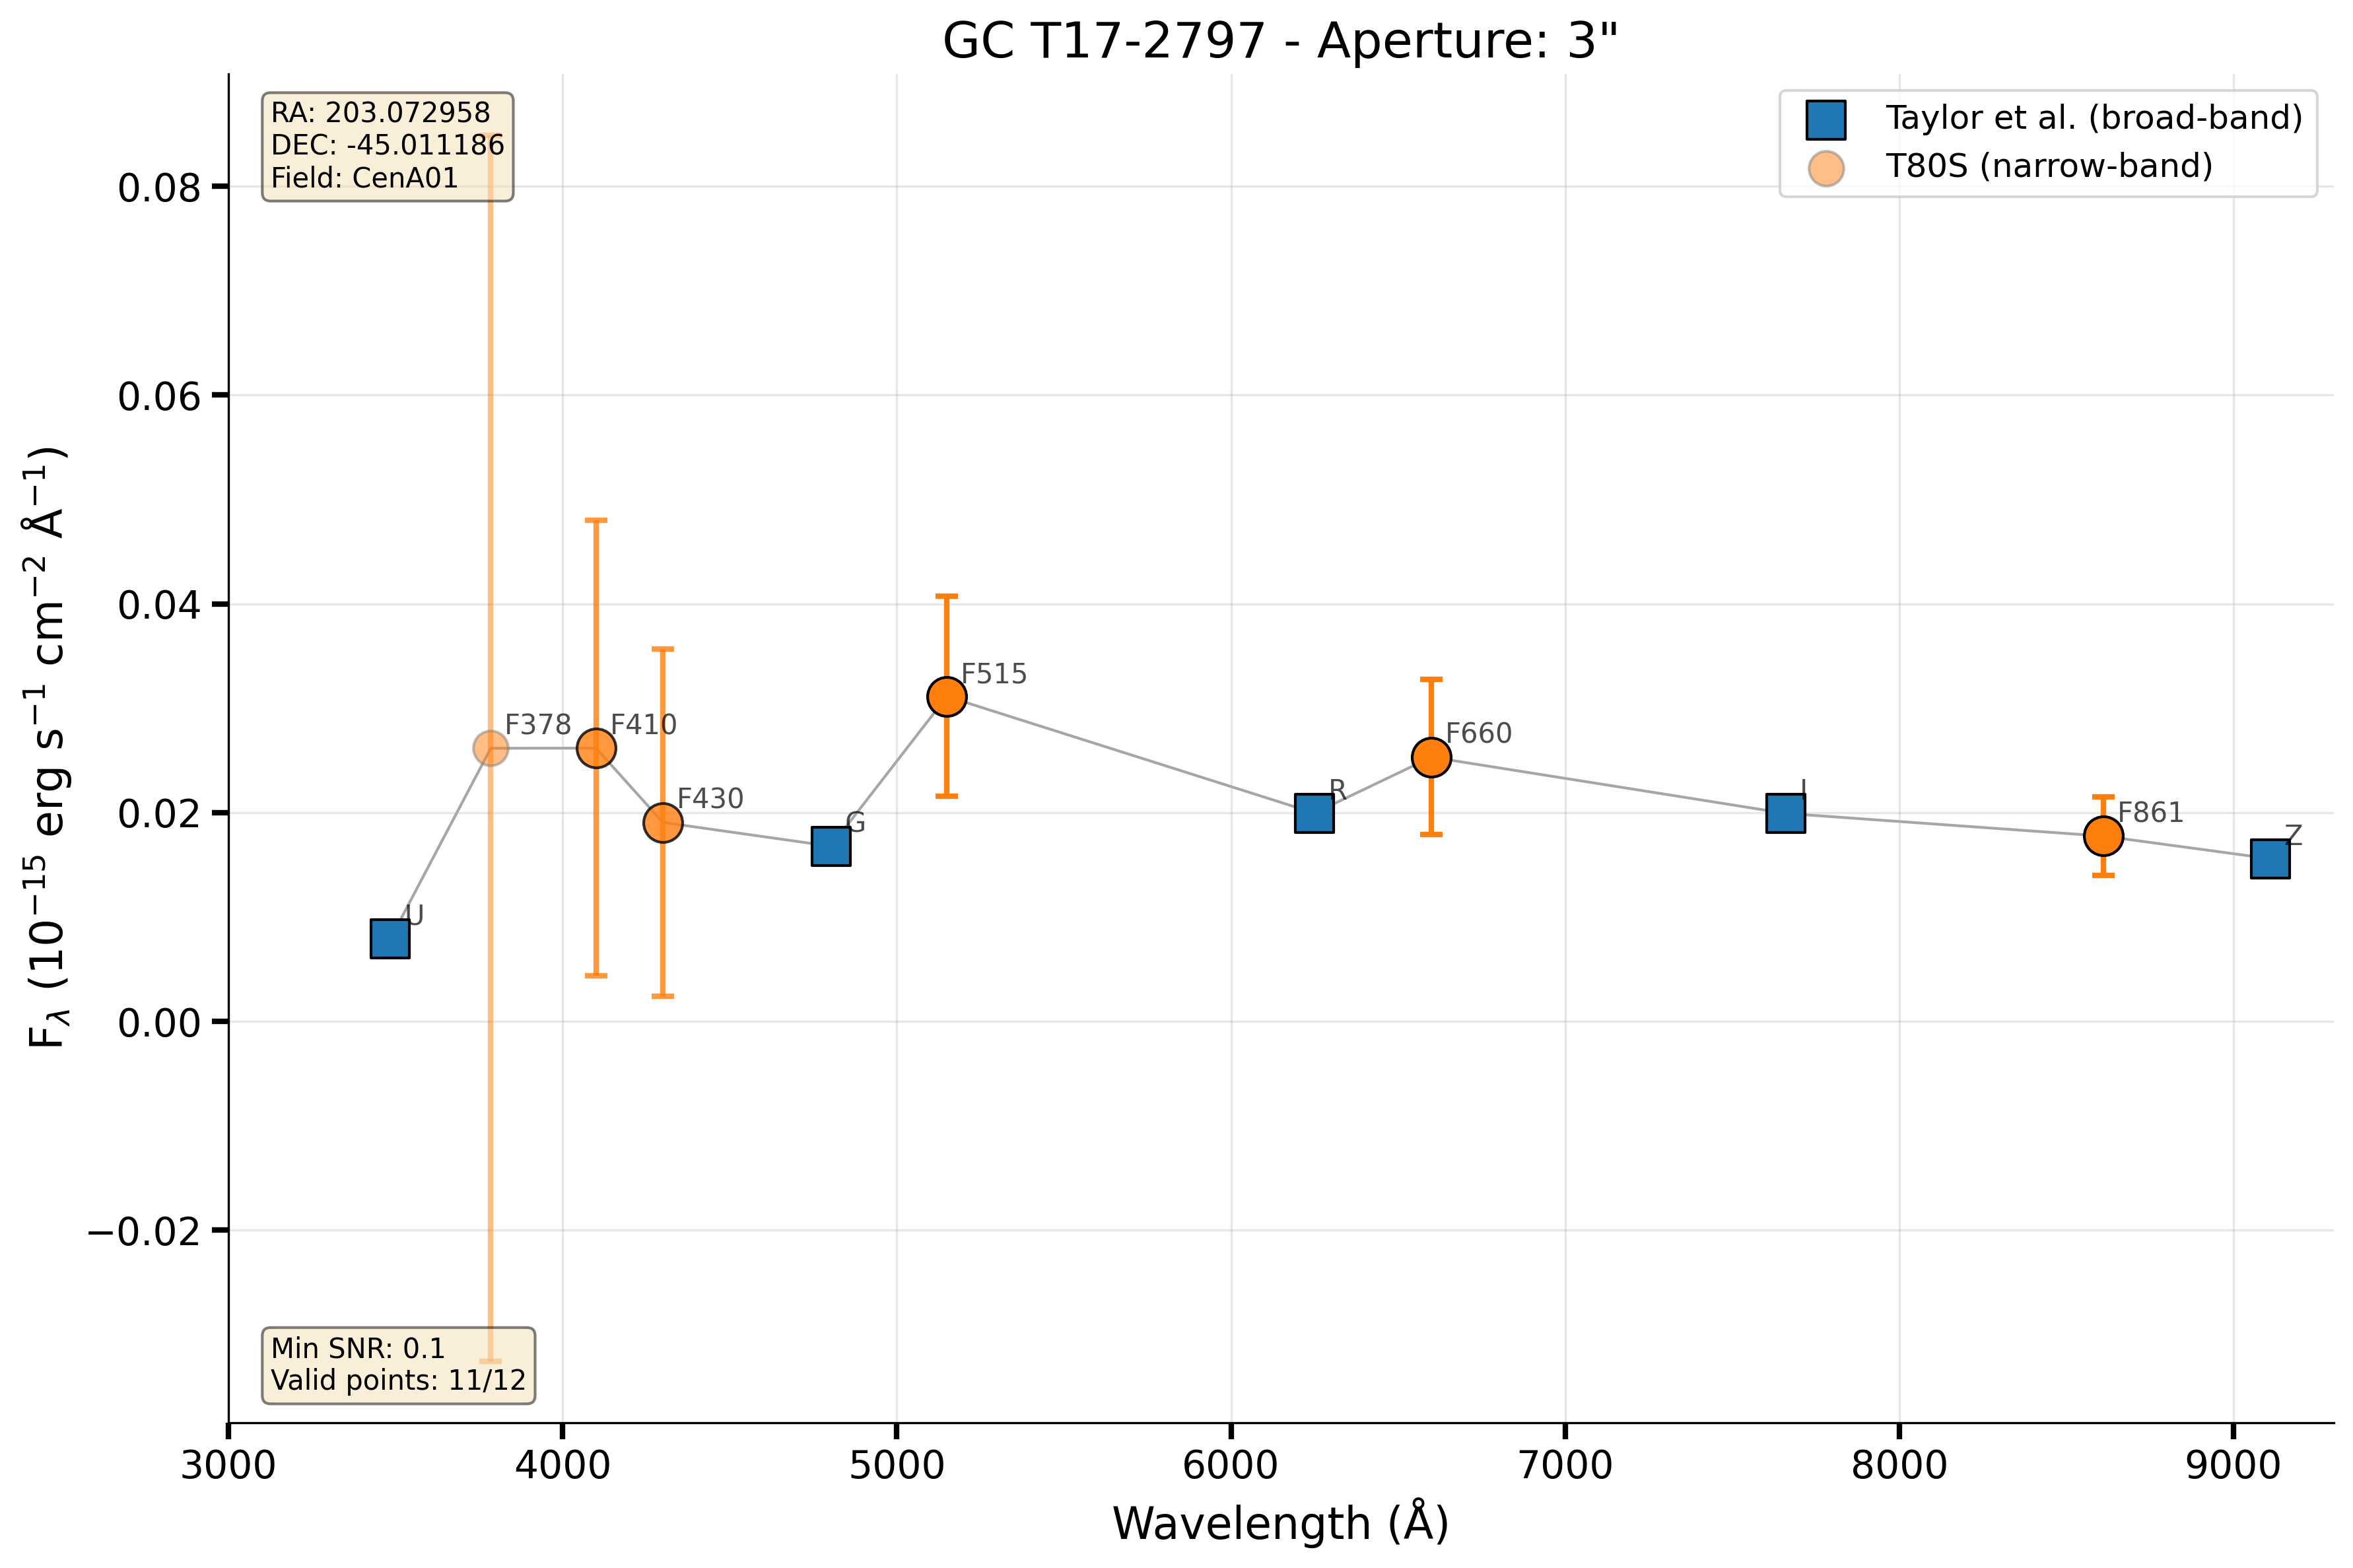 GC T17-2797 - Aperture: 3"
RA: 203.072958
DEC: -45.011186
Field: CenA01
Taylor et al. (broad-band)
T80S (narrow-band)
0.08
0.06
0.04
0.02
0.00
−0.02
F_λ (10⁻¹⁵ erg s⁻¹ cm⁻² Å⁻¹)
U
F378
F410
F430
G
F515
R
F660
I
F861
Z
Min SNR: 0.1
Valid points: 11/12
3000
4000
5000
6000
7000
8000
9000
Wavelength (Å)